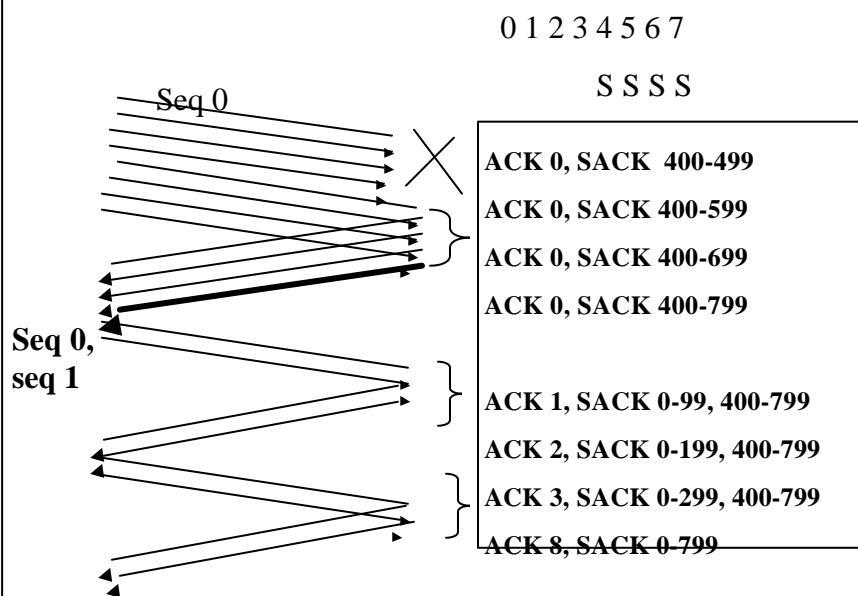 0 1 2 3 4 5 6 7
S S S S
Seq 0
ACK 0, SACK 400-499
ACK 0, SACK 400-599
ACK 0, SACK 400-699
ACK 0, SACK 400-799
Seq 0,
seq 1
ACK 1, SACK 0-99, 400-799
ACK 2, SACK 0-199, 400-799
ACK 3, SACK 0-299, 400-799
ACK 8, SACK 0-799